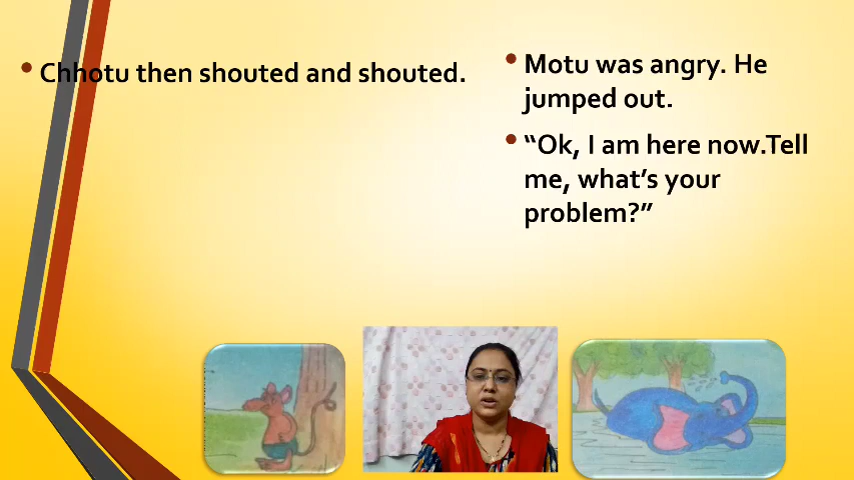 Chhotu then shouted and shouted.
Motu was angry. He
jumped out.
“Ok, I am here now.Tell
me, what’s your
problem?”